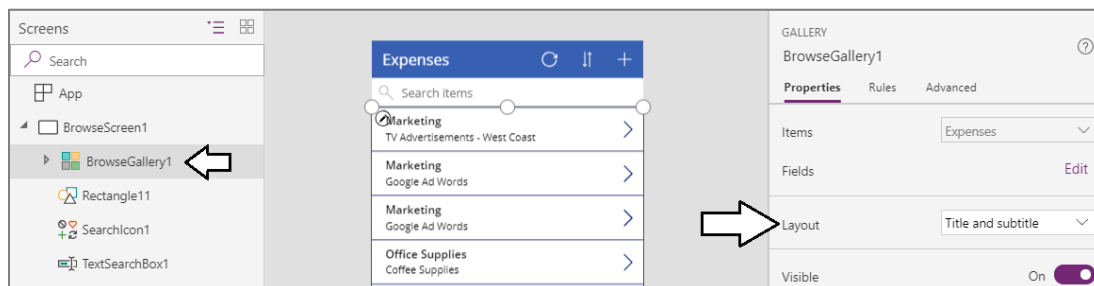 Screens
Search
App
BrowseScreen1
BrowseGallery1
Rectangle11
SearchIcon1
TextSearchBox1
Expenses
Search items
Marketing
TV Advertisements - West Coast
Marketing
Google Ad Words
Marketing
Google Ad Words
Office Supplies
Coffee Supplies
GALLERY
BrowseGallery1
?
Properties Rules Advanced
Items Expenses
Fields Edit
Layout Title and subtitle
Visible On